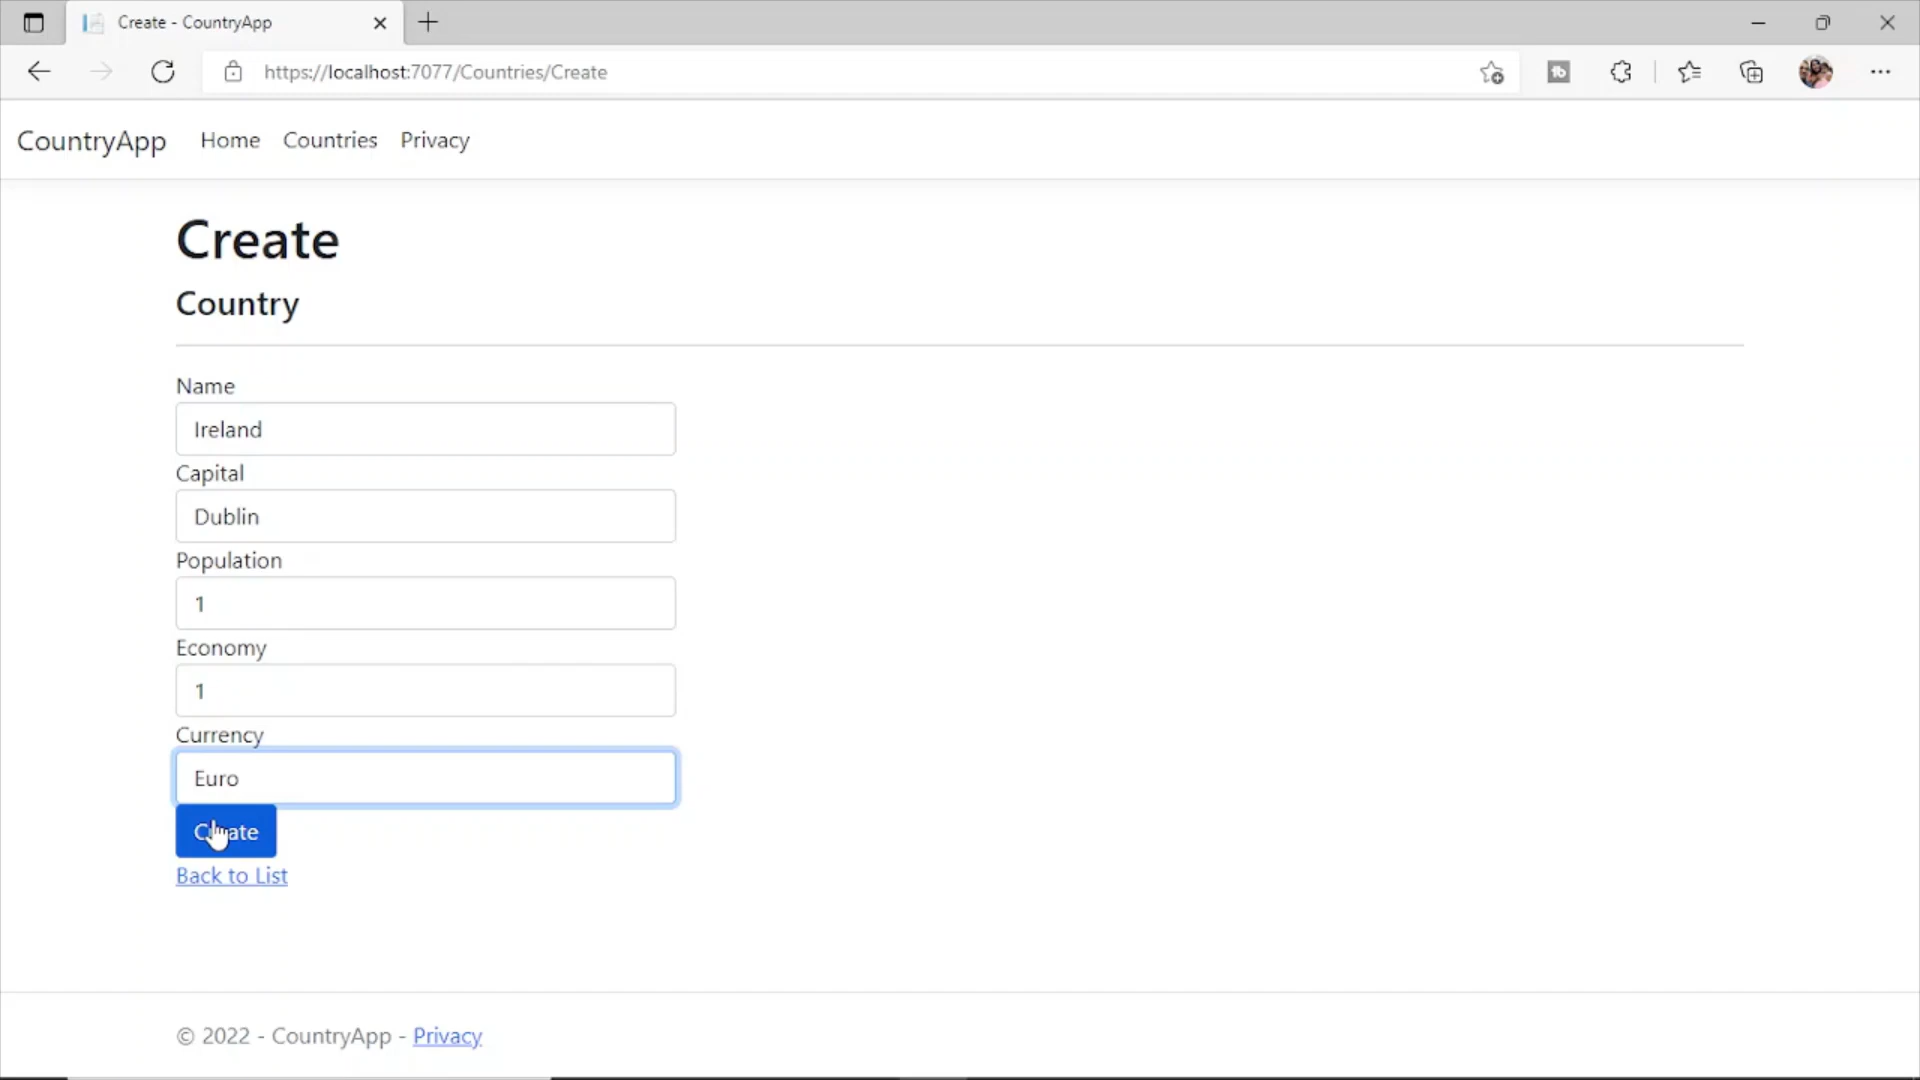 Create - CountryApp
https://localhost:7077/Countries/Create
CountryApp Home Countries Privacy
Create
Country
Name
Ireland
Capital
Dublin
Population
1
Economy
1
Currency
Euro
Create
Back to List
© 2022 - CountryApp - Privacy